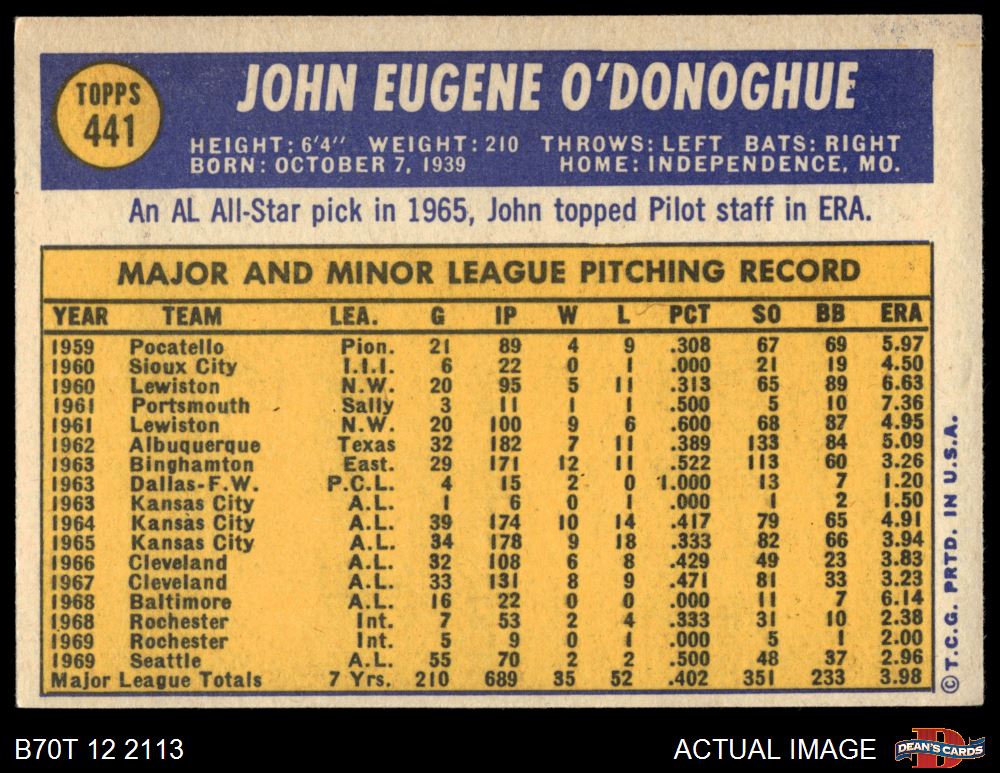 TOPPS
441
JOHN EUGENE O'DONOGHUE
HEIGHT: 6'4" WEIGHT: 210 THROWS: LEFT BATS: RIGHT
BORN: OCTOBER 7, 1939 HOME: INDEPENDENCE, MO.
An AL All-Star pick in 1965, John topped Pilot staff in ERA.
MAJOR AND MINOR LEAGUE PITCHING RECORD
YEAR TEAM LEA. G IP W L PCT SO BB ERA
1959 Pocatello Pion. 21 89 4 9 .308 67 69 5.97
1960 Sioux City I.I.I. 6 22 0 1 .000 21 19 4.50
1960 Lewiston N.W. 20 95 5 11 .313 65 89 6.63
1961 Portsmouth Sally 3 11 1 1 .500 5 10 7.36
1961 Lewiston N.W. 20 100 9 6 .600 68 87 4.95
1962 Albuquerque Texas 32 182 7 11 .389 133 84 5.09
1963 Binghamton East. 29 171 12 11 .522 113 60 3.26
1963 Dallas-F.W. P.C.L. 4 15 2 0 1.000 13 7 1.20
1963 Kansas City A.L. 1 6 0 1 .000 1 2 1.50
1964 Kansas City A.L. 39 174 10 14 .417 79 65 4.91
1965 Kansas City A.L. 34 178 9 18 .333 82 66 3.94
1966 Cleveland A.L. 32 108 6 8 .429 49 23 3.83
1967 Cleveland A.L. 33 131 8 9 .471 81 33 3.23
1968 Baltimore A.L. 16 22 0 0 .000 11 7 6.14
1968 Rochester Int. 7 53 2 4 .333 31 10 2.38
1969 Rochester Int. 5 9 0 1 .000 5 1 2.00
1969 Seattle A.L. 55 70 2 2 .500 48 37 2.96
Major League Totals 7 Yrs. 210 689 35 52 .402 351 233 3.98
© T.C.G. PRTD. IN U.S.A.
B70T 12 2113
ACTUAL IMAGE
D
DEAN'S CARDS